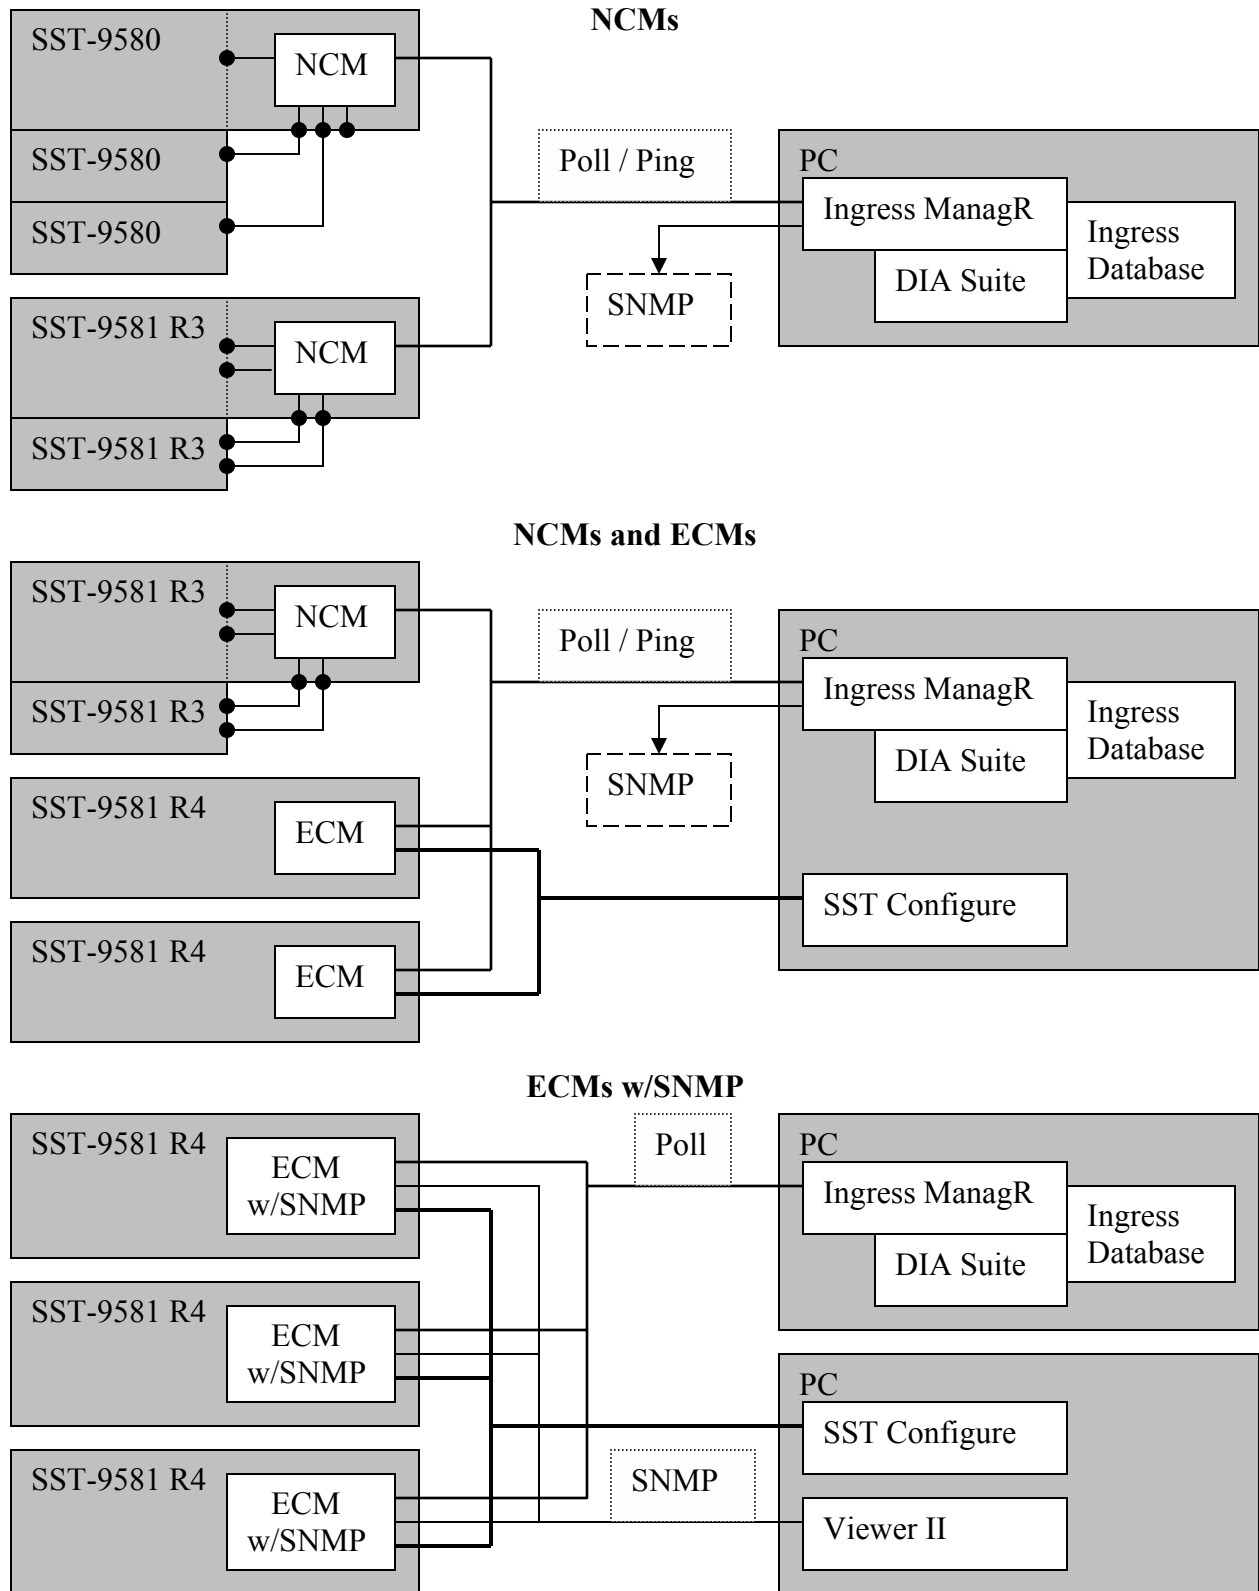 NCMs
SST-9580
NCM
SST-9580
SST-9580
Poll / Ping
PC
Ingress ManagR
Ingress
Database
DIA Suite
SNMP
SST-9581 R3
NCM
SST-9581 R3
NCMs and ECMs
SST-9581 R3
NCM
SST-9581 R3
Poll / Ping
PC
Ingress ManagR
Ingress
Database
DIA Suite
SNMP
SST-9581 R4
ECM
SST Configure
SST-9581 R4
ECM
ECMs w/SNMP
SST-9581 R4
ECM
w/SNMP
Poll
PC
Ingress ManagR
Ingress
Database
DIA Suite
SST-9581 R4
ECM
w/SNMP
PC
SST Configure
SST-9581 R4
ECM
w/SNMP
SNMP
Viewer II